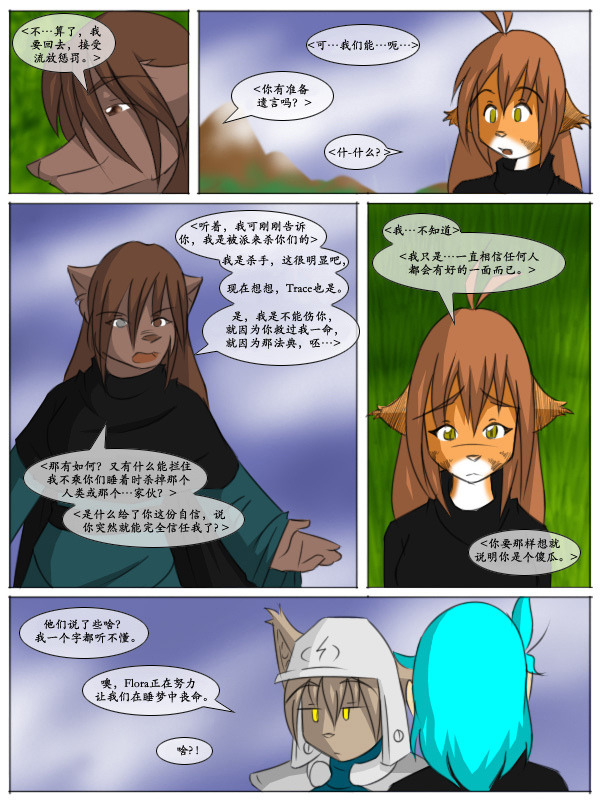 <不…算了，我
要回去，接受
流放惩罚。>
<可…我们能…呃…>
<你有准备
遗言吗？>
<什-什么？>
<听着，我可刚刚告诉
你，我是被派来杀你们的>
我是杀手，这很明显吧，
现在想想，Trace也是。
是，我是不能伤你，
就因为你救过我一命，
就因为那法典，呸…>
<那有如何？又有什么能拦住
我不乘你们睡着时杀掉那个
人类或那个…家伙？>
<是什么给了你这份自信，说
你突然就能完全信任我了？>
<我…不知道>
<我只是…一直相信任何人
都会有好的一面而已。>
<你要那样想就
说明你是个傻瓜。>
他们说了些啥？
我一个字都听不懂。
噢，Flora正在努力
让我们在睡梦中丧命。
啥？！